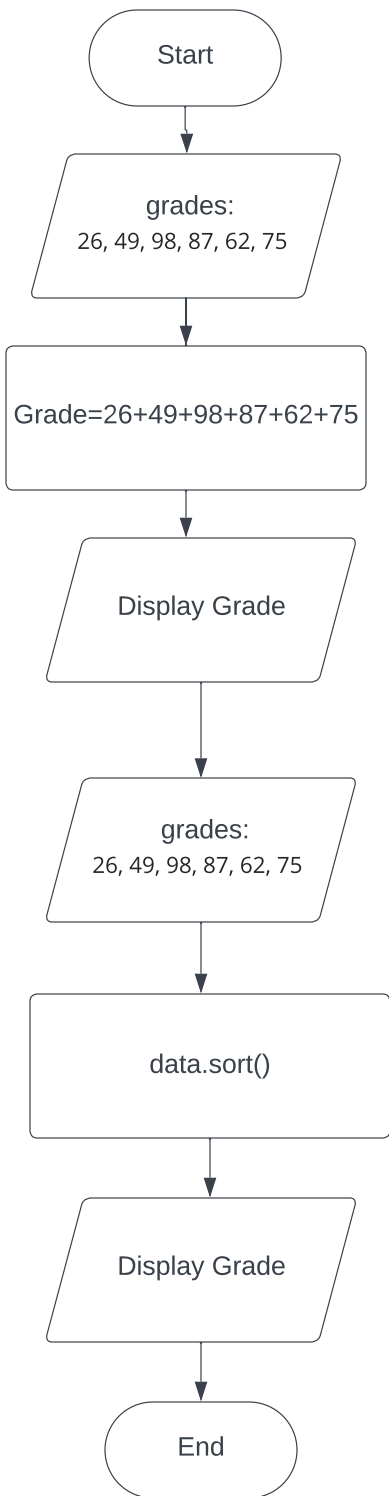 Start
grades:
26, 49, 98, 87, 62, 75
Grade=26+49+98+87+62+75
Display Grade
grades:
26, 49, 98, 87, 62, 75
data.sort()
Display Grade
End